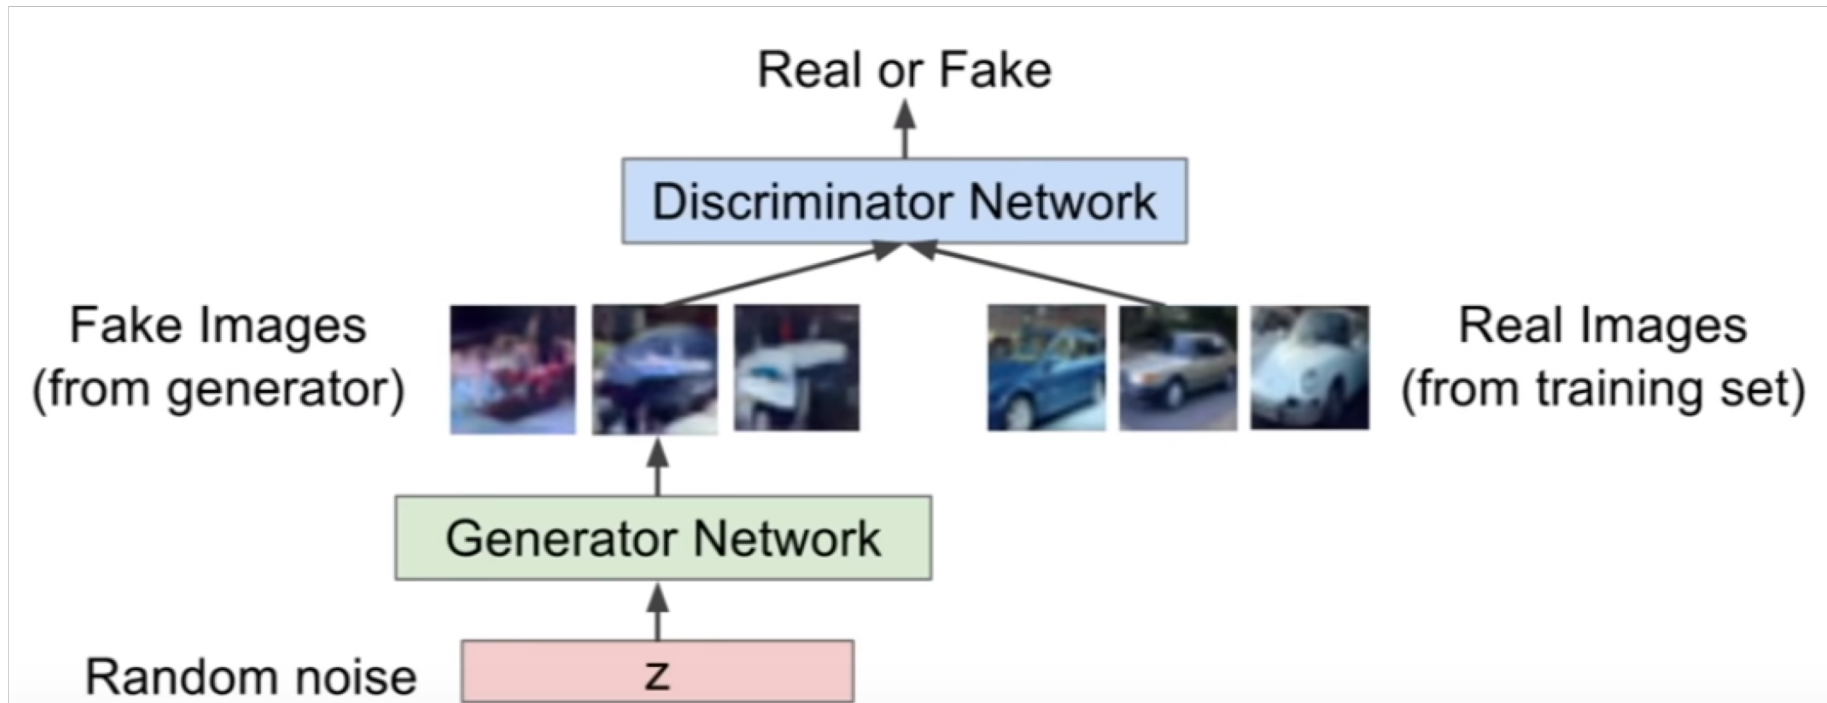 Real or Fake
Discriminator Network
Fake Images
(from generator)
Real Images
(from training set)
Generator Network
Random noise
z